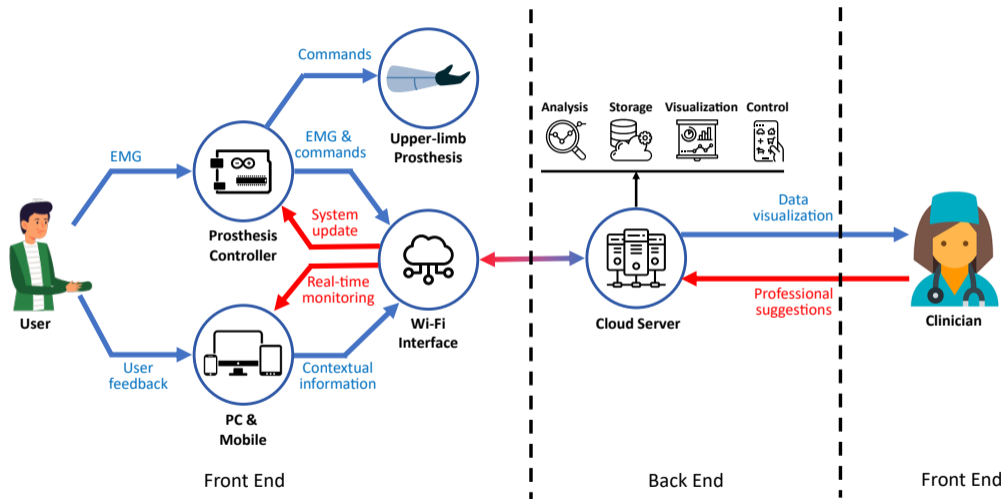 Commands
Upper-limb
Prosthesis
EMG &
commands
EMG
Prosthesis
Controller
System
update
Real-time
monitoring
User
User
feedback
Contextual
information
Wi-Fi
Interface
PC &
Mobile
Front End
Analysis
Storage
Visualization
Control
Cloud Server
Back End
Data
visualization
Professional
suggestions
Clinician
Front End